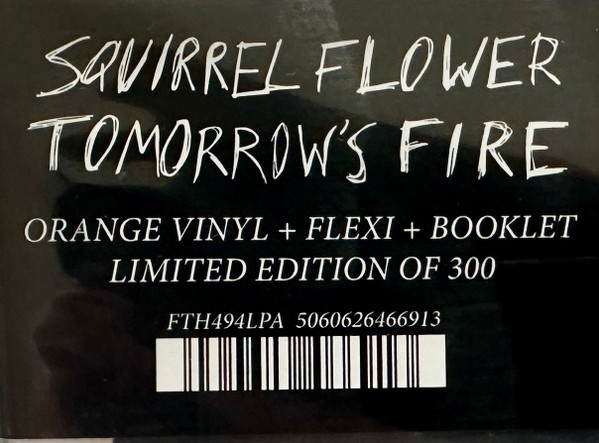 SQUIRREL FLOWER
TOMORROW'S FIRE
ORANGE VINYL + FLEXI + BOOKLET
LIMITED EDITION OF 300
FTH494LPA 5060626466913